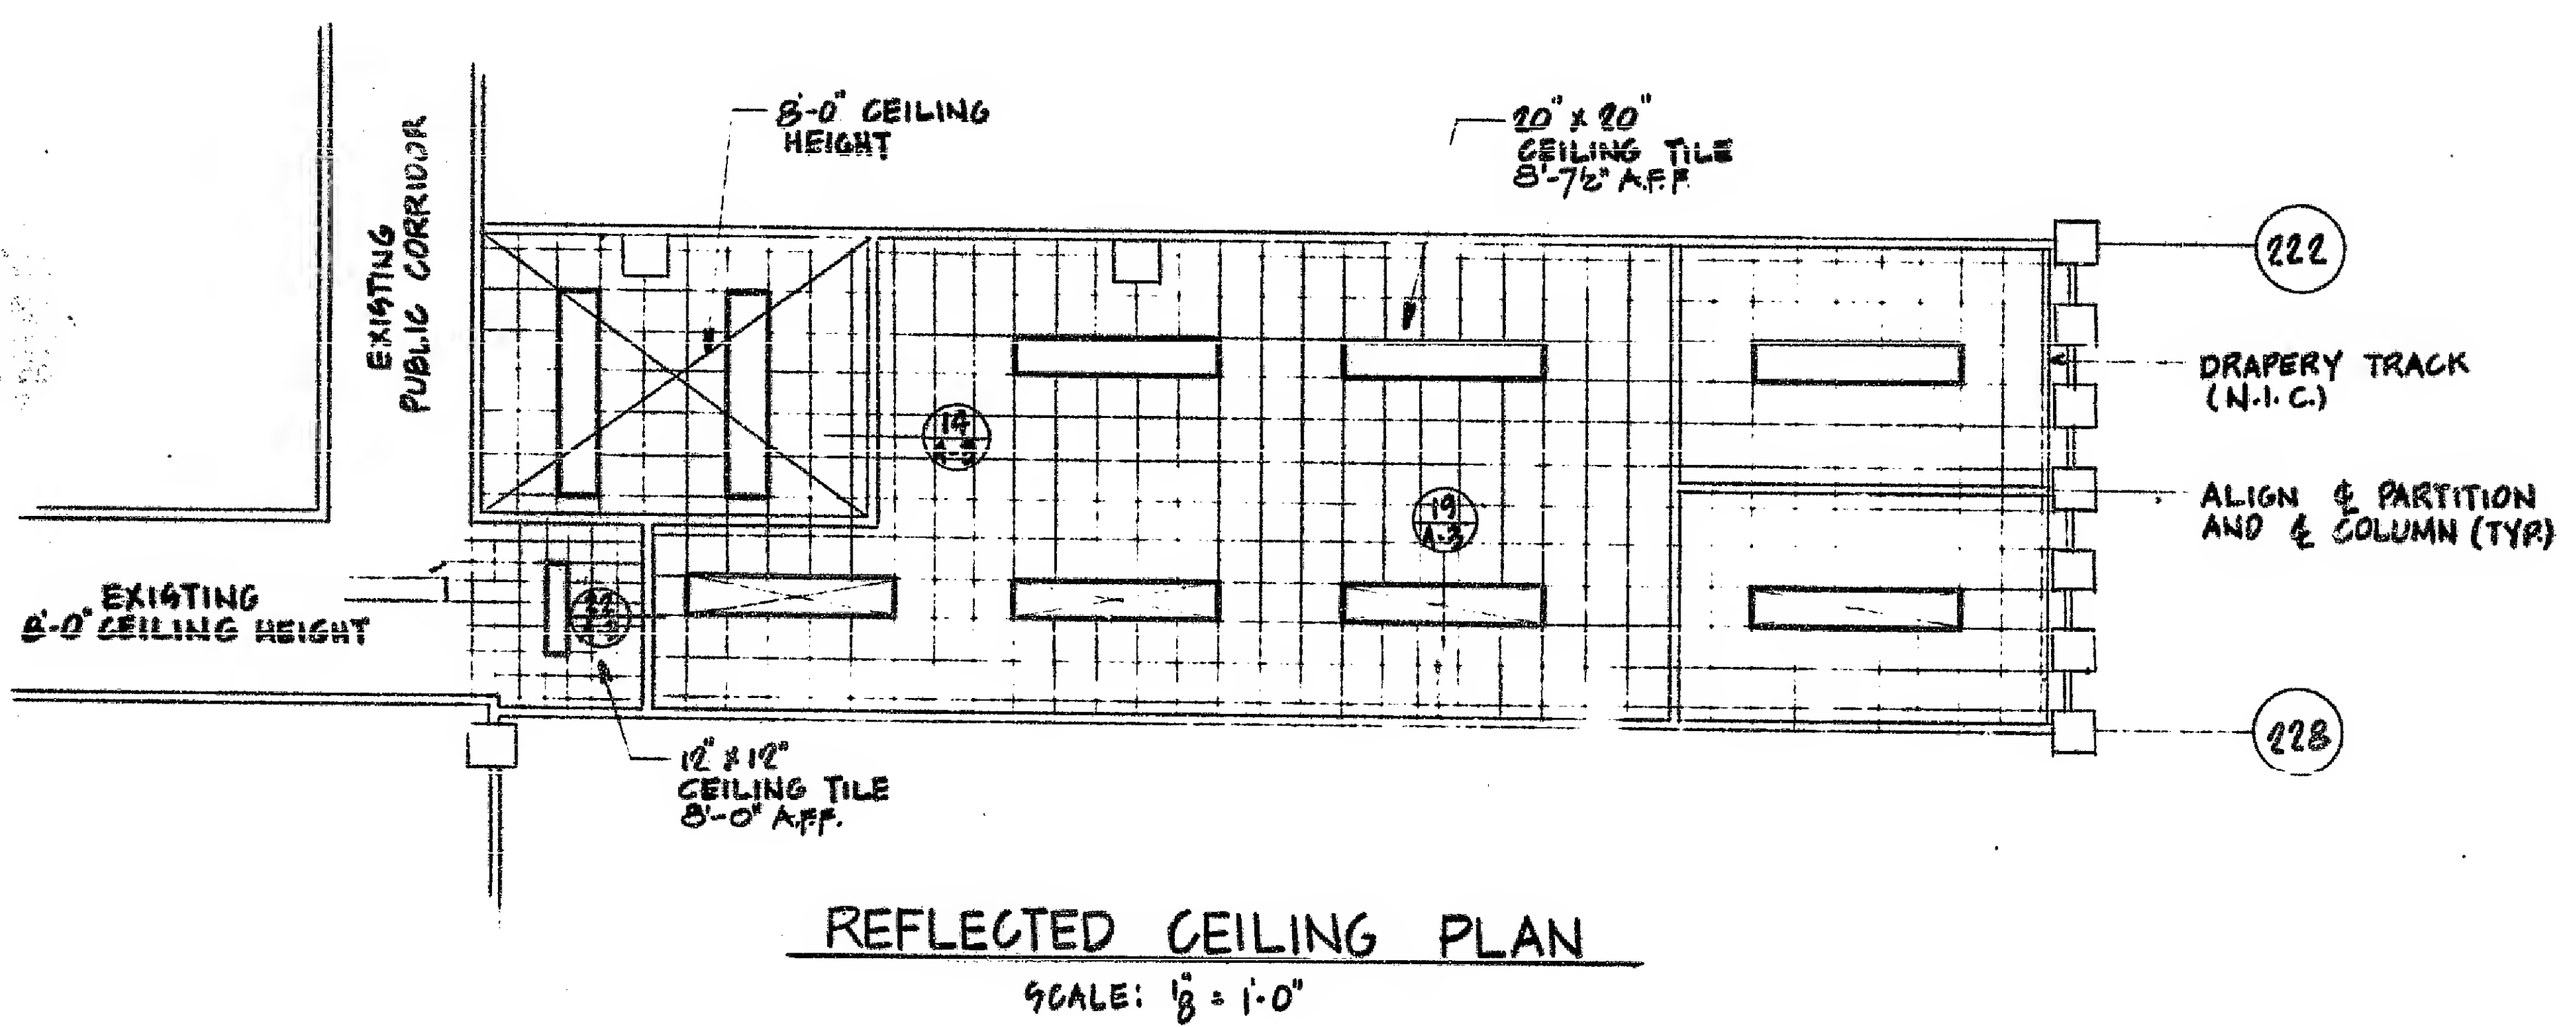 8'-0" CEILING
HEIGHT
20" x 20"
CEILING TILE
8'-7½" A.F.F.
EXISTING
PUBLIC CORRIDOR
222
DRAPERY TRACK
(N.I.C.)
14
19
A-3
ALIGN ℄ PARTITION
AND ℄ COLUMN (TYP.)
EXISTING
8'-0" CEILING HEIGHT
228
12" x 12"
CEILING TILE
8'-0" A.F.F.
REFLECTED CEILING PLAN
SCALE: 1/8" = 1'-0"